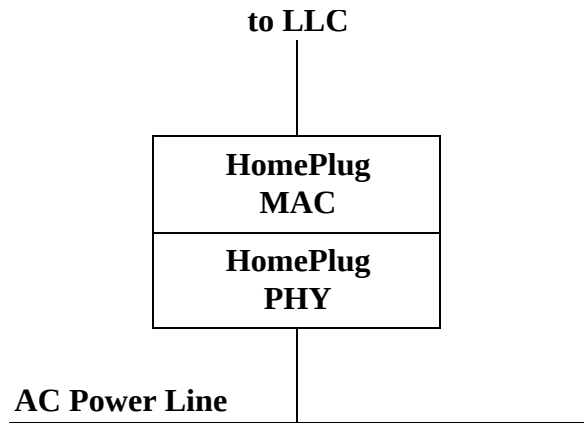 to LLC
HomePlug
MAC
HomePlug
PHY
AC Power Line